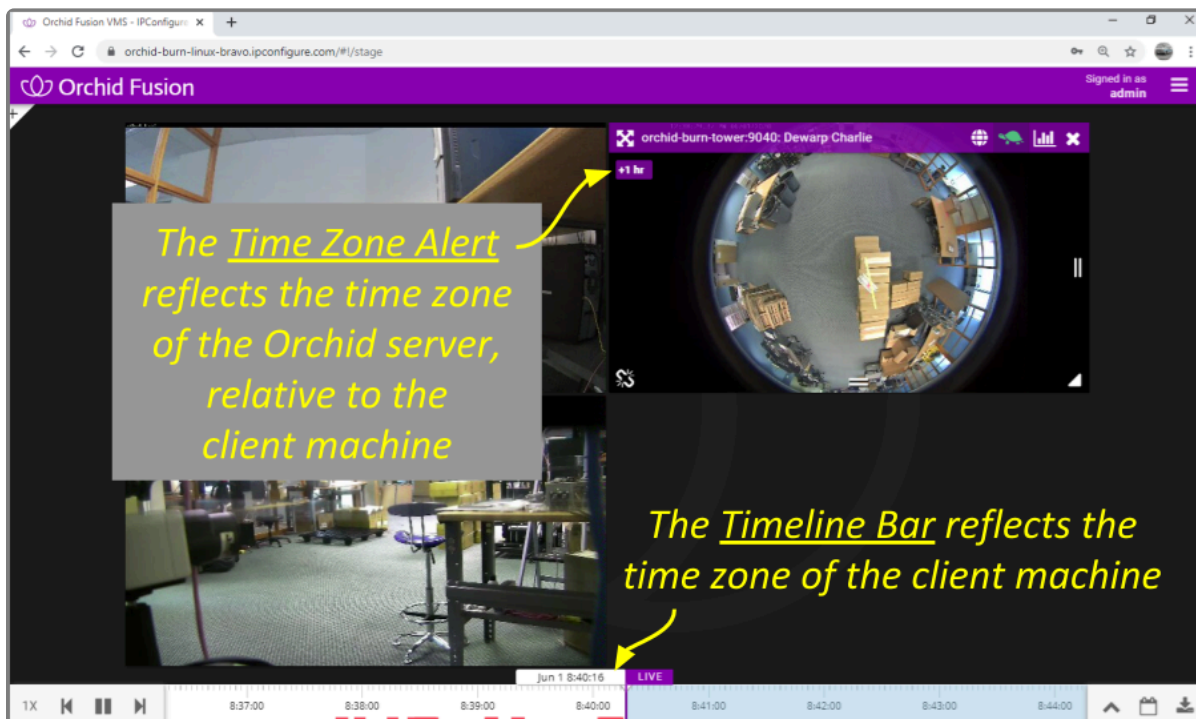 Orchid Fusion VMS - IPConfigure
orchid-burn-linux-bravo.ipconfigure.com/#!/stage
Orchid Fusion
Signed in as
admin
orchid-burn-tower:9040: Dewarp Charlie
+1 hr
The Time Zone Alert
reflects the time zone
of the Orchid server,
relative to the
client machine
The Timeline Bar reflects the
time zone of the client machine
Jun 1 8:40:16
LIVE
1X
8:37:00
8:38:00
8:39:00
8:40:00
8:41:00
8:42:00
8:43:00
8:44:00